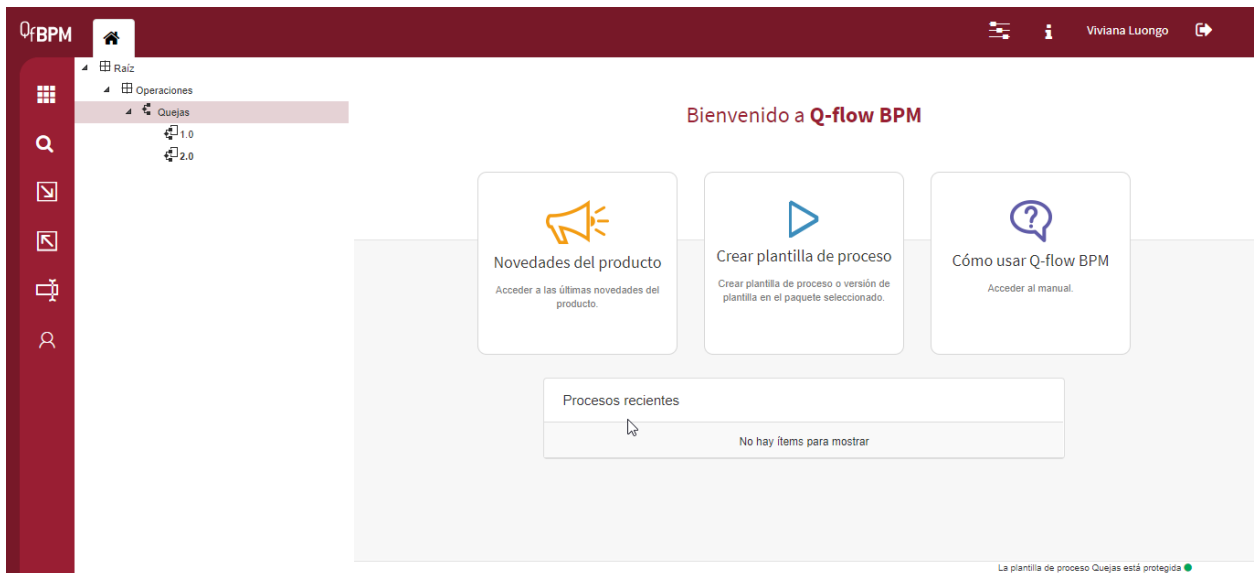 QfBPM
Viviana Luongo
Raíz
Operaciones
Quejas
1.0
2.0
Bienvenido a Q-flow BPM
Novedades del producto
Acceder a las últimas novedades del
producto.
Crear plantilla de proceso
Crear plantilla de proceso o versión de
plantilla en el paquete seleccionado.
Cómo usar Q-flow BPM
Acceder al manual.
Procesos recientes
No hay ítems para mostrar
La plantilla de proceso Quejas está protegida